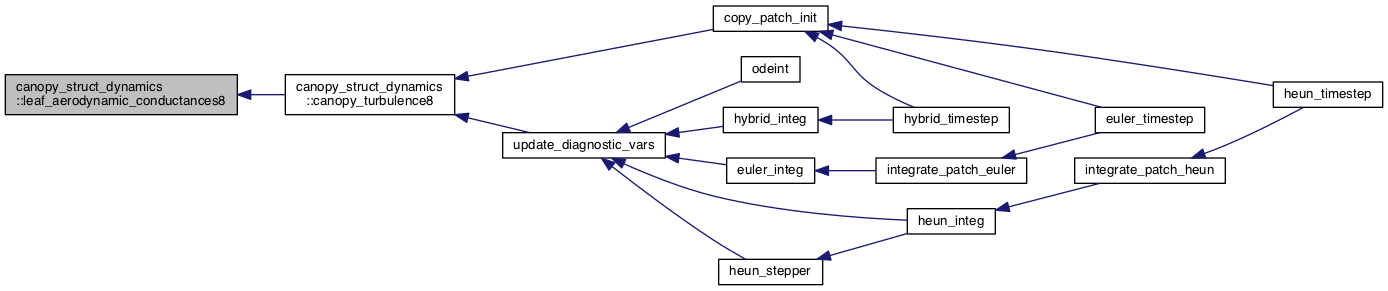 canopy_struct_dynamics
::leaf_aerodynamic_conductances8
canopy_struct_dynamics
::canopy_turbulence8
copy_patch_init
update_diagnostic_vars
odeint
hybrid_integ
euler_integ
heun_stepper
hybrid_timestep
integrate_patch_euler
heun_integ
euler_timestep
integrate_patch_heun
heun_timestep